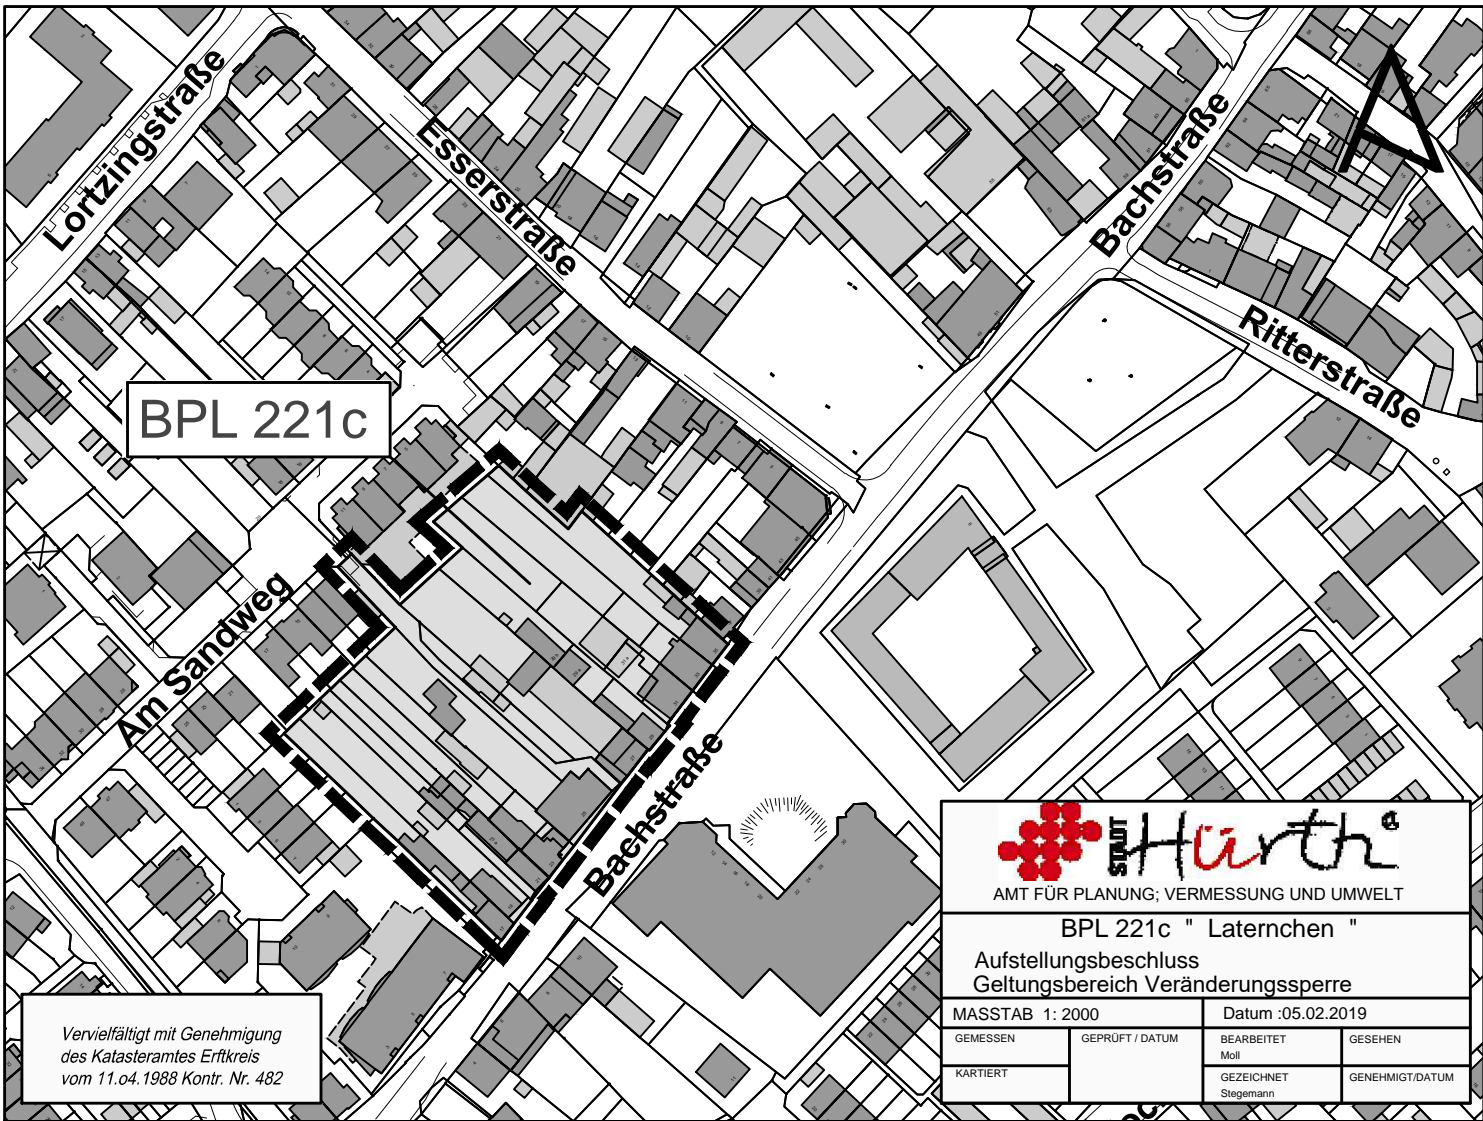 Lortzingstraße
Esserstraße
Bachstraße
Ritterstraße
BPL 221c
Am Sandweg
Bachstraße
STADT Hürth
AMT FÜR PLANUNG; VERMESSUNG UND UMWELT
BPL 221c " Laternchen "
Aufstellungsbeschluss
Geltungsbereich Veränderungssperre
MASSTAB 1: 2000
Datum :05.02.2019
GEMESSEN
GEPRÜFT / DATUM
BEARBEITET
Moll
GESEHEN
KARTIERT
GEZEICHNET
Stegemann
GENEHMIGT/DATUM
Vervielfältigt mit Genehmigung
des Katasteramtes Erftkreis
vom 11.o4.1988 Kontr. Nr. 482